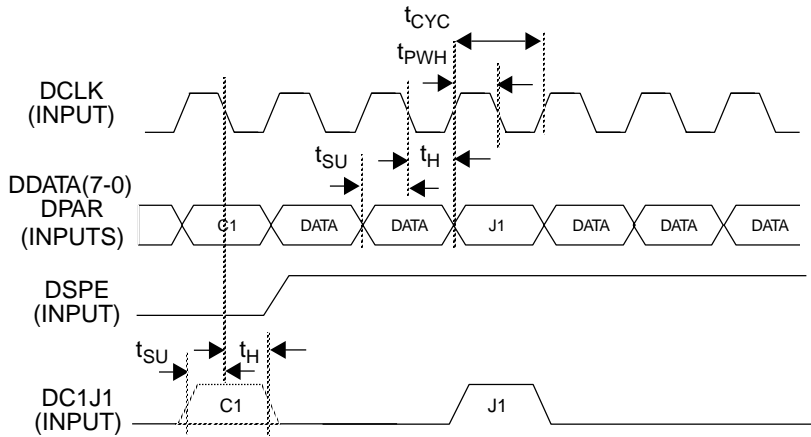 tCYC
tPWH
DCLK
(INPUT)
tSU
tH
DDATA(7-0)
DPAR
(INPUTS)
C1
DATA
DATA
J1
DATA
DATA
DATA
DSPE
(INPUT)
tSU
tH
DC1J1
(INPUT)
C1
J1